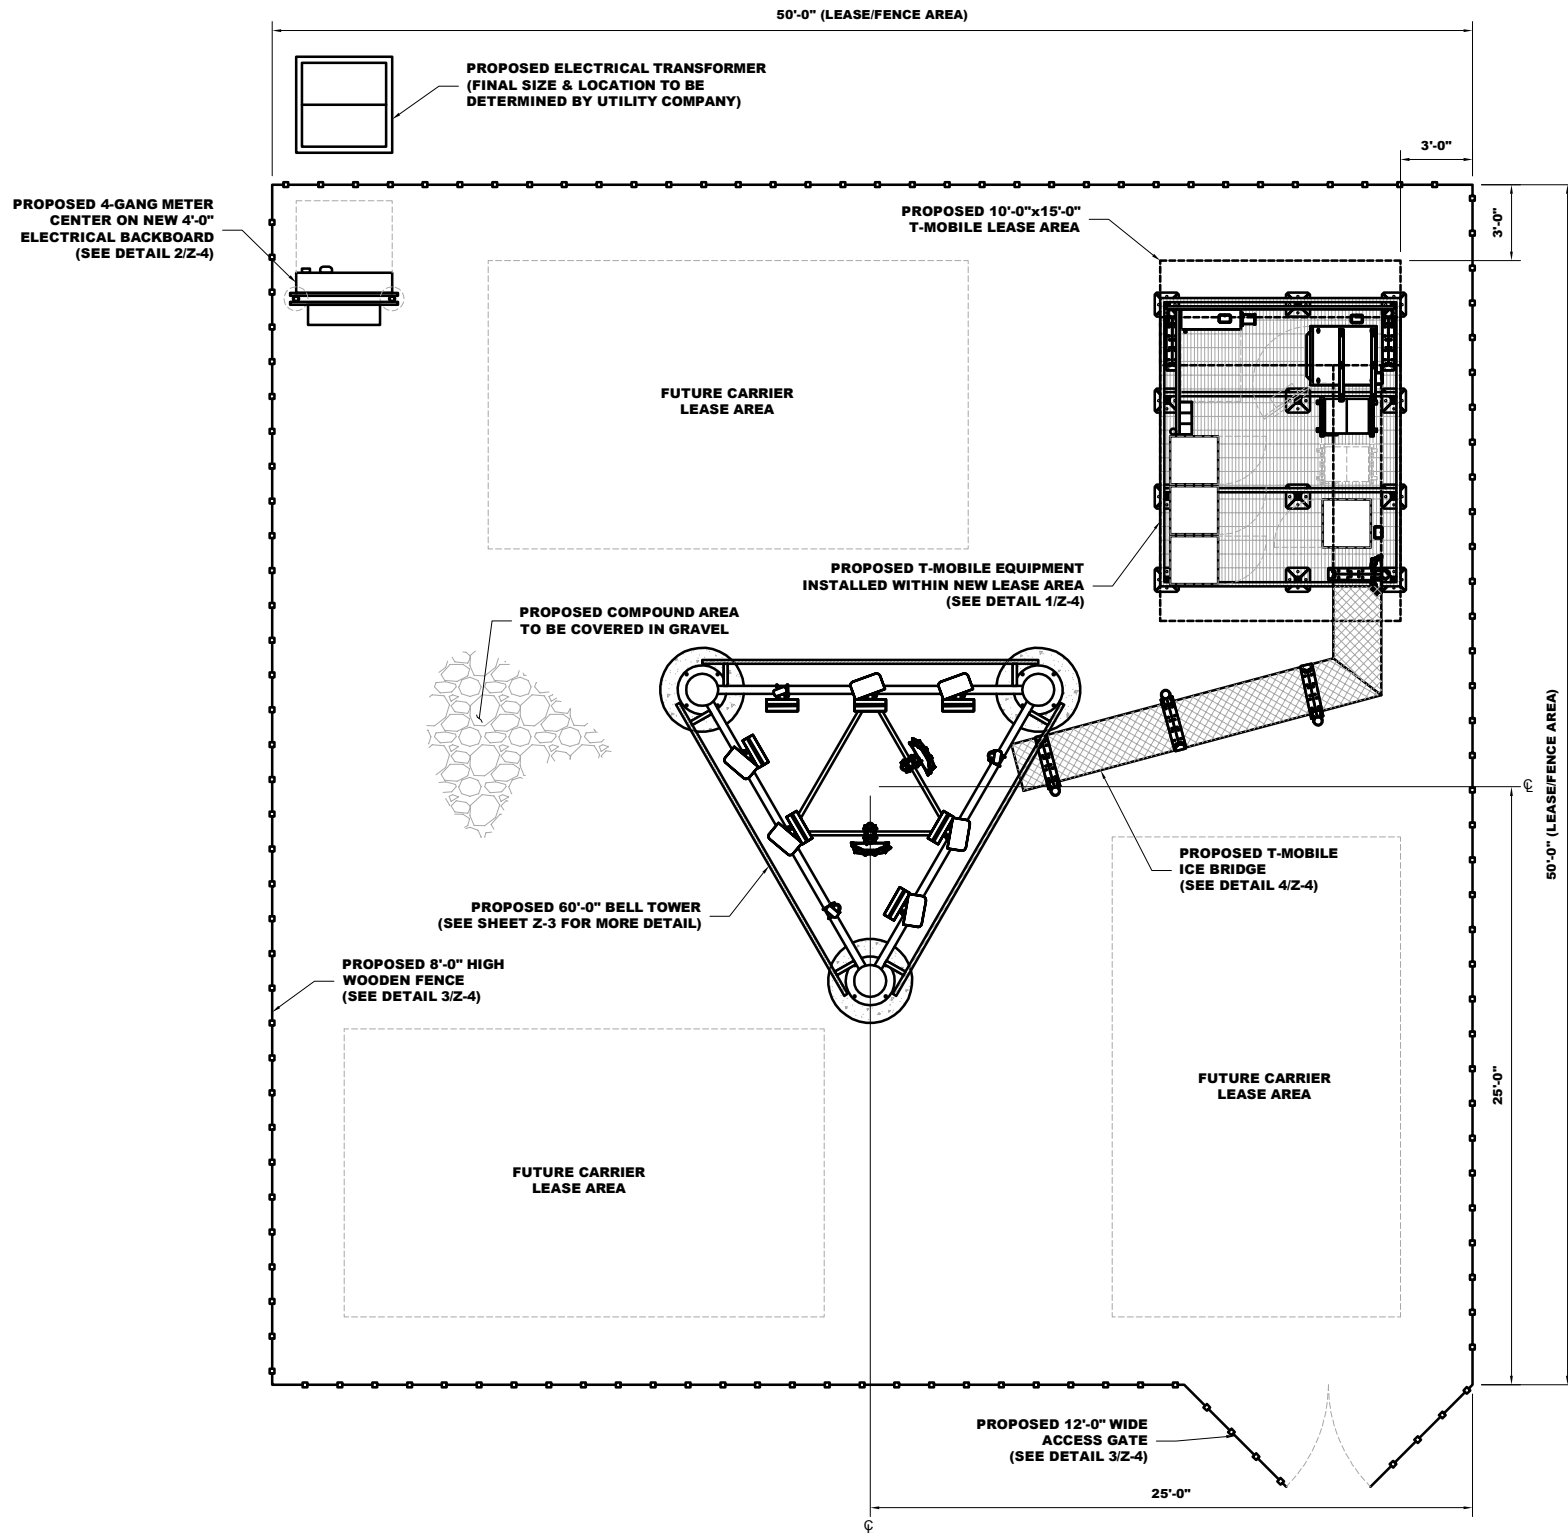 50'-0" (LEASE/FENCE AREA)
PROPOSED ELECTRICAL TRANSFORMER
(FINAL SIZE & LOCATION TO BE
DETERMINED BY UTILITY COMPANY)
3'-0"
PROPOSED 4-GANG METER
CENTER ON NEW 4'-0"
ELECTRICAL BACKBOARD
(SEE DETAIL 2/Z-4)
PROPOSED 10'-0"x15'-0"
T-MOBILE LEASE AREA
3'-0"
FUTURE CARRIER
LEASE AREA
PROPOSED T-MOBILE EQUIPMENT
INSTALLED WITHIN NEW LEASE AREA
(SEE DETAIL 1/Z-4)
PROPOSED COMPOUND AREA
TO BE COVERED IN GRAVEL
50'-0" (LEASE/FENCE AREA)
℄
PROPOSED T-MOBILE
ICE BRIDGE
(SEE DETAIL 4/Z-4)
PROPOSED 60'-0" BELL TOWER
(SEE SHEET Z-3 FOR MORE DETAIL)
PROPOSED 8'-0" HIGH
WOODEN FENCE
(SEE DETAIL 3/Z-4)
FUTURE CARRIER
LEASE AREA
25'-0"
FUTURE CARRIER
LEASE AREA
PROPOSED 12'-0" WIDE
ACCESS GATE
(SEE DETAIL 3/Z-4)
25'-0"
℄